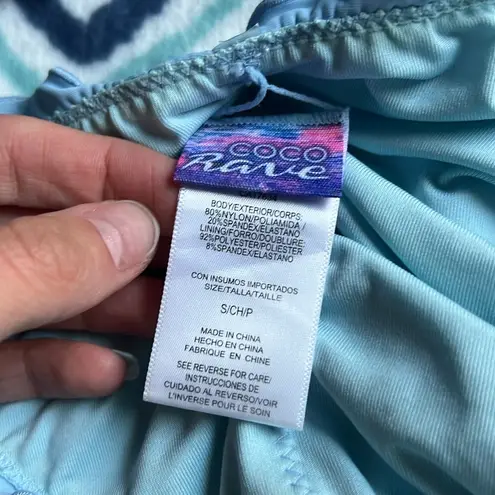 COCO
Rave
BODY/EXTERIOR/CORPS:
80%NYLON/POLIAMIDA/
20%SPANDEX/ELASTANO
LINING/FORRO/DOUBLURE:
92%POLYESTER/POLIESTER
8%SPANDEX/ELASTANO
CON INSUMOS IMPORTADOS
SIZE/TALLA/TAILLE
S/CH/P
MADE IN CHINA
HECHO EN CHINA
FABRIQUE EN CHINE
SEE REVERSE FOR CARE/
INSTRUCCIONES DE
CUIDADO AL REVERSO/VOIR
L'INVERSE POUR LE SOIN